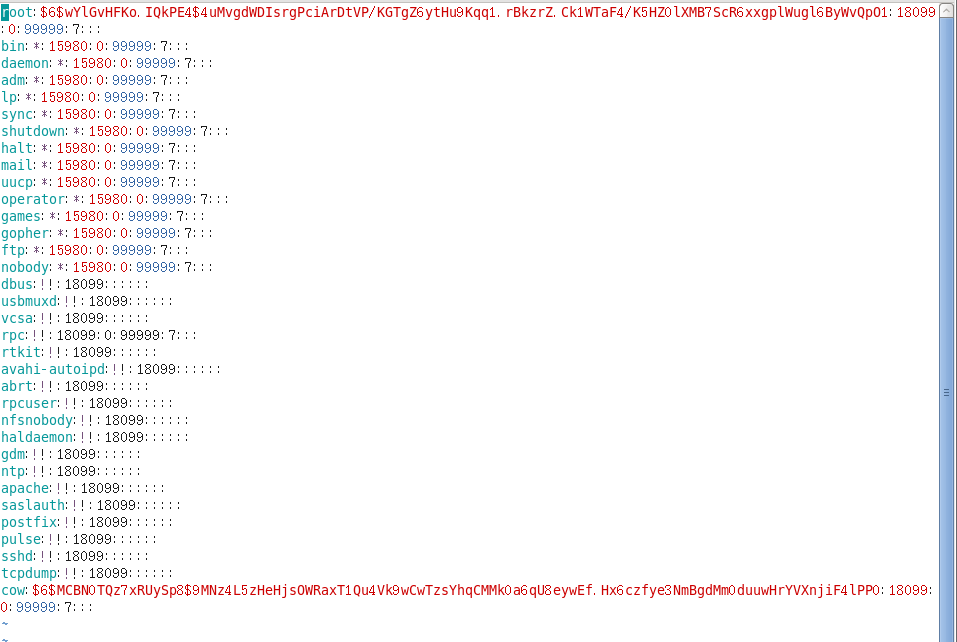 root:$6$wYlGvHFKo.IQkPE4$4uMvgdWDIsrgPciArDtVP/KGTgZ6ytHu9Kqq1.rBkzrZ.Ck1WTaF4/K5HZ0lXMB7ScR6xxgplWugl6ByWvQpO1:18099
:0:99999:7:::
bin:*:15980:0:99999:7:::
daemon:*:15980:0:99999:7:::
adm:*:15980:0:99999:7:::
lp:*:15980:0:99999:7:::
sync:*:15980:0:99999:7:::
shutdown:*:15980:0:99999:7:::
halt:*:15980:0:99999:7:::
mail:*:15980:0:99999:7:::
uucp:*:15980:0:99999:7:::
operator:*:15980:0:99999:7:::
games:*:15980:0:99999:7:::
gopher:*:15980:0:99999:7:::
ftp:*:15980:0:99999:7:::
nobody:*:15980:0:99999:7:::
dbus:!!:18099::::::
usbmuxd:!!:18099::::::
vcsa:!!:18099::::::
rpc:!!:18099:0:99999:7:::
rtkit:!!:18099::::::
avahi-autoipd:!!:18099::::::
abrt:!!:18099::::::
rpcuser:!!:18099::::::
nfsnobody:!!:18099::::::
haldaemon:!!:18099::::::
gdm:!!:18099::::::
ntp:!!:18099::::::
apache:!!:18099::::::
saslauth:!!:18099::::::
postfix:!!:18099::::::
pulse:!!:18099::::::
sshd:!!:18099::::::
tcpdump:!!:18099::::::
cow:$6$MCBN0TQz7xRUySp8$9MNz4L5zHeHjsOWRaxT1Qu4Vk9wCwTzsYhqCMMk0a6qU8eywEf.Hx6czfye3NmBgdMm0duuwHrYVXnjiF4lPP0:18099:
0:99999:7:::
~
~